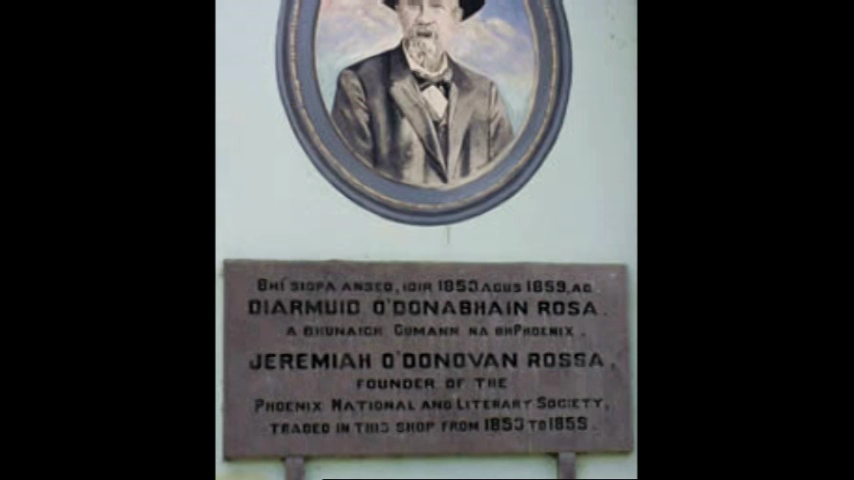 BHÍ SIOPA ANSEO, IDIR 1853 AGUS 1859, AG
DIARMUID O'DONABHAIN ROSA.
A BHUNAIGH CUMANN NA BHPHOENIX.
JEREMIAH O'DONOVAN ROSSA,
FOUNDER OF THE
PHOENIX NATIONAL AND LITERARY SOCIETY,
TRADED IN THIS SHOP FROM 1853 TO 1859.